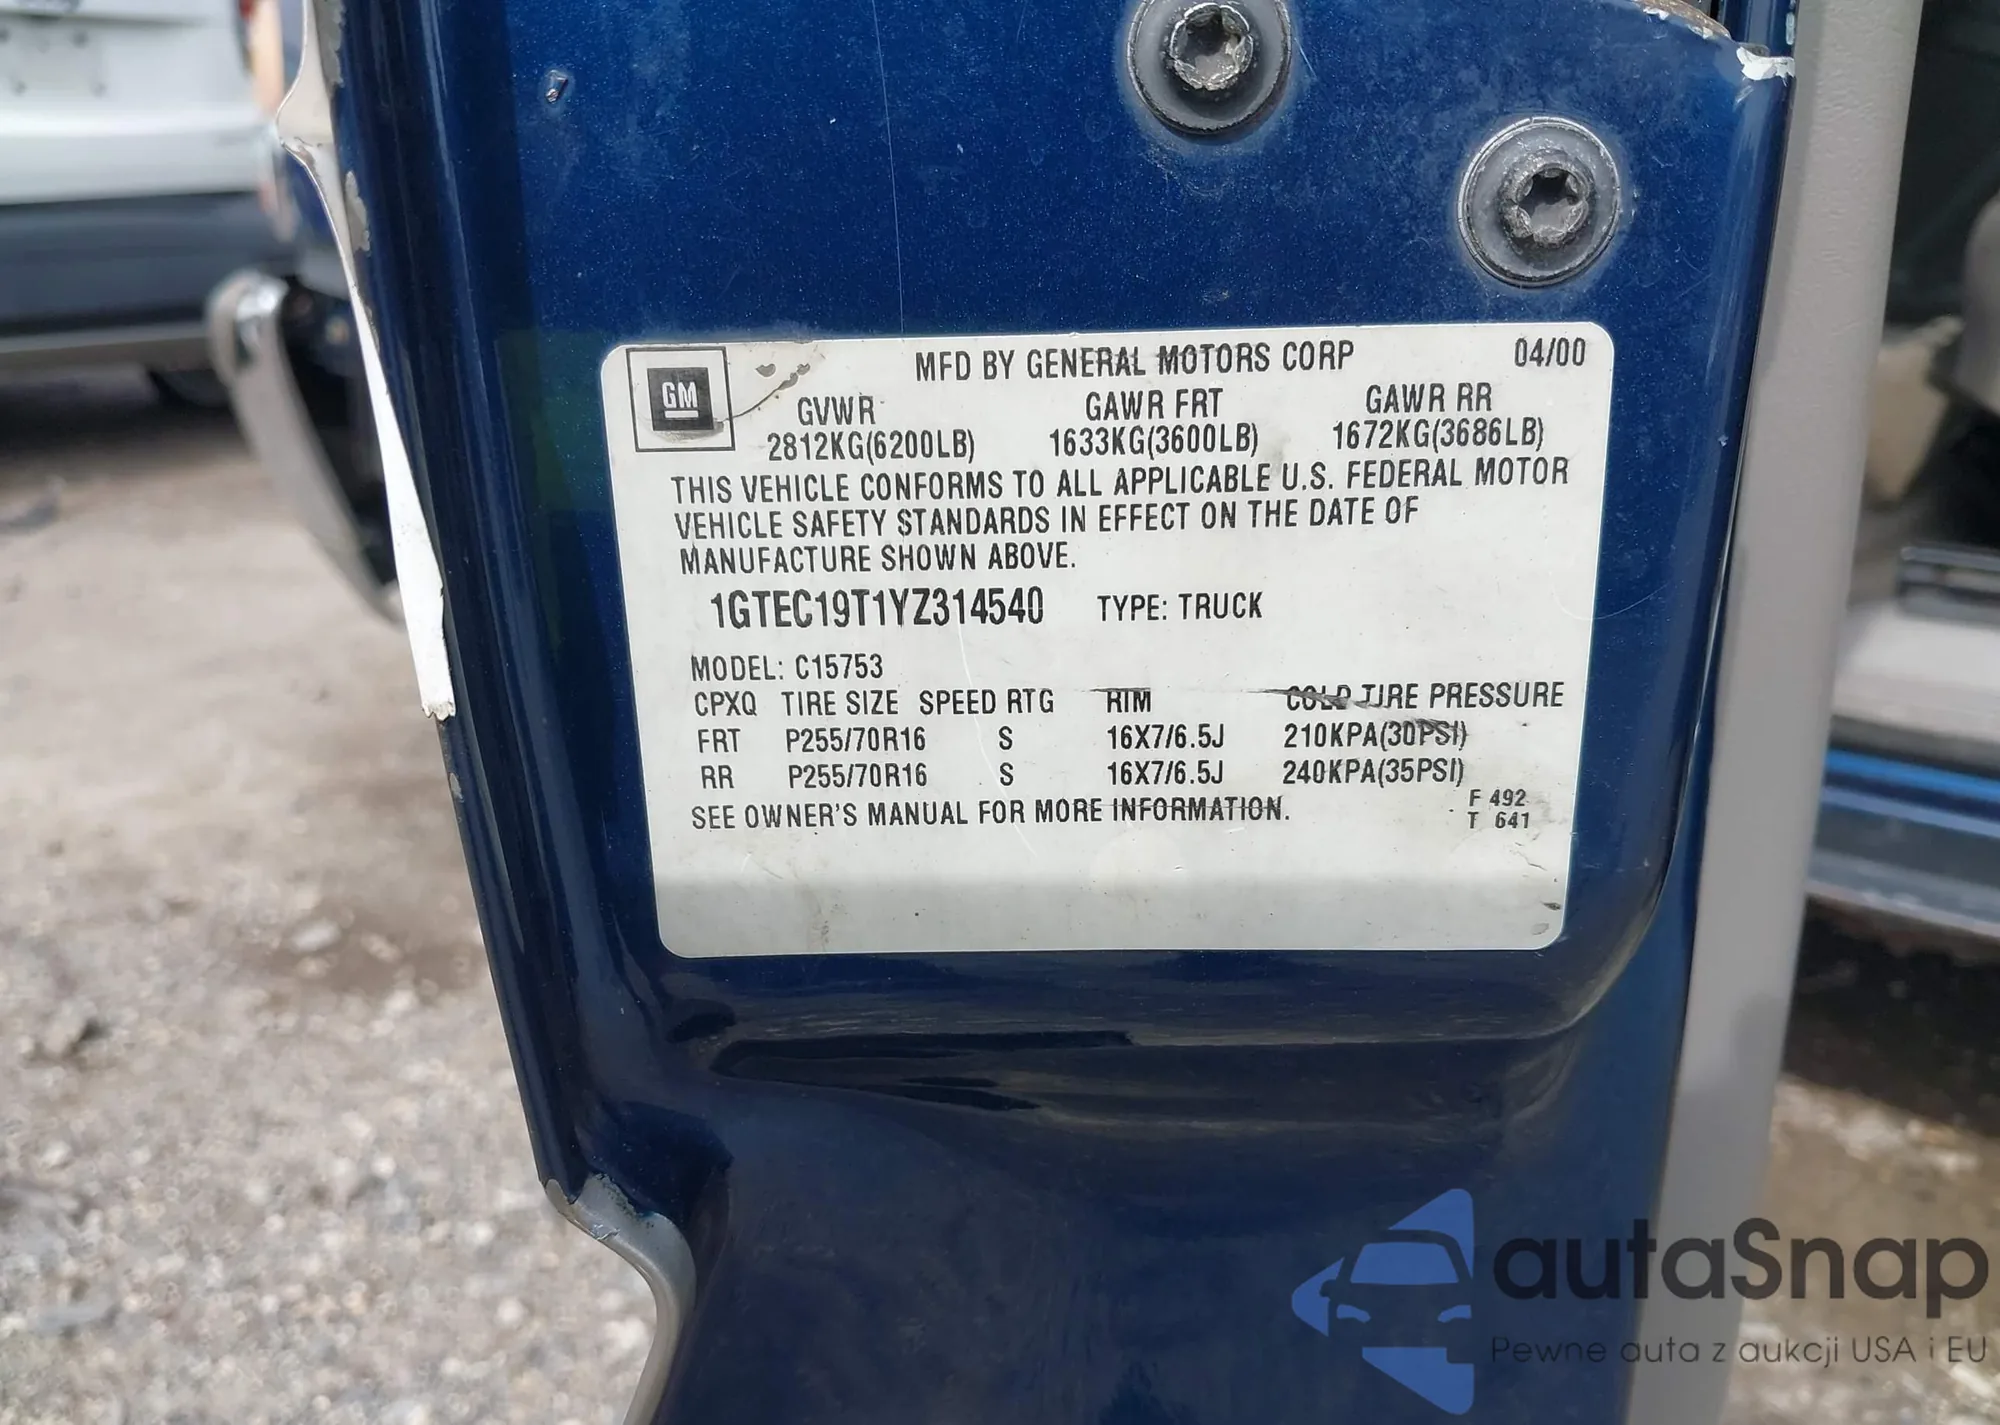 GM
MFD BY GENERAL MOTORS CORP 04/00
GVWR GAWR FRT GAWR RR
2812KG(6200LB) 1633KG(3600LB) 1672KG(3686LB)
THIS VEHICLE CONFORMS TO ALL APPLICABLE U.S. FEDERAL MOTOR
VEHICLE SAFETY STANDARDS IN EFFECT ON THE DATE OF
MANUFACTURE SHOWN ABOVE.
1GTEC19T1YZ314540 TYPE: TRUCK
MODEL: C15753
CPXQ TIRE SIZE SPEED RTG RIM COLD TIRE PRESSURE
FRT P255/70R16 S 16X7/6.5J 210KPA(30PSI)
RR P255/70R16 S 16X7/6.5J 240KPA(35PSI)
SEE OWNER'S MANUAL FOR MORE INFORMATION.
F 492
T 641
autaSnap
Pewne auta z aukcji USA i EU